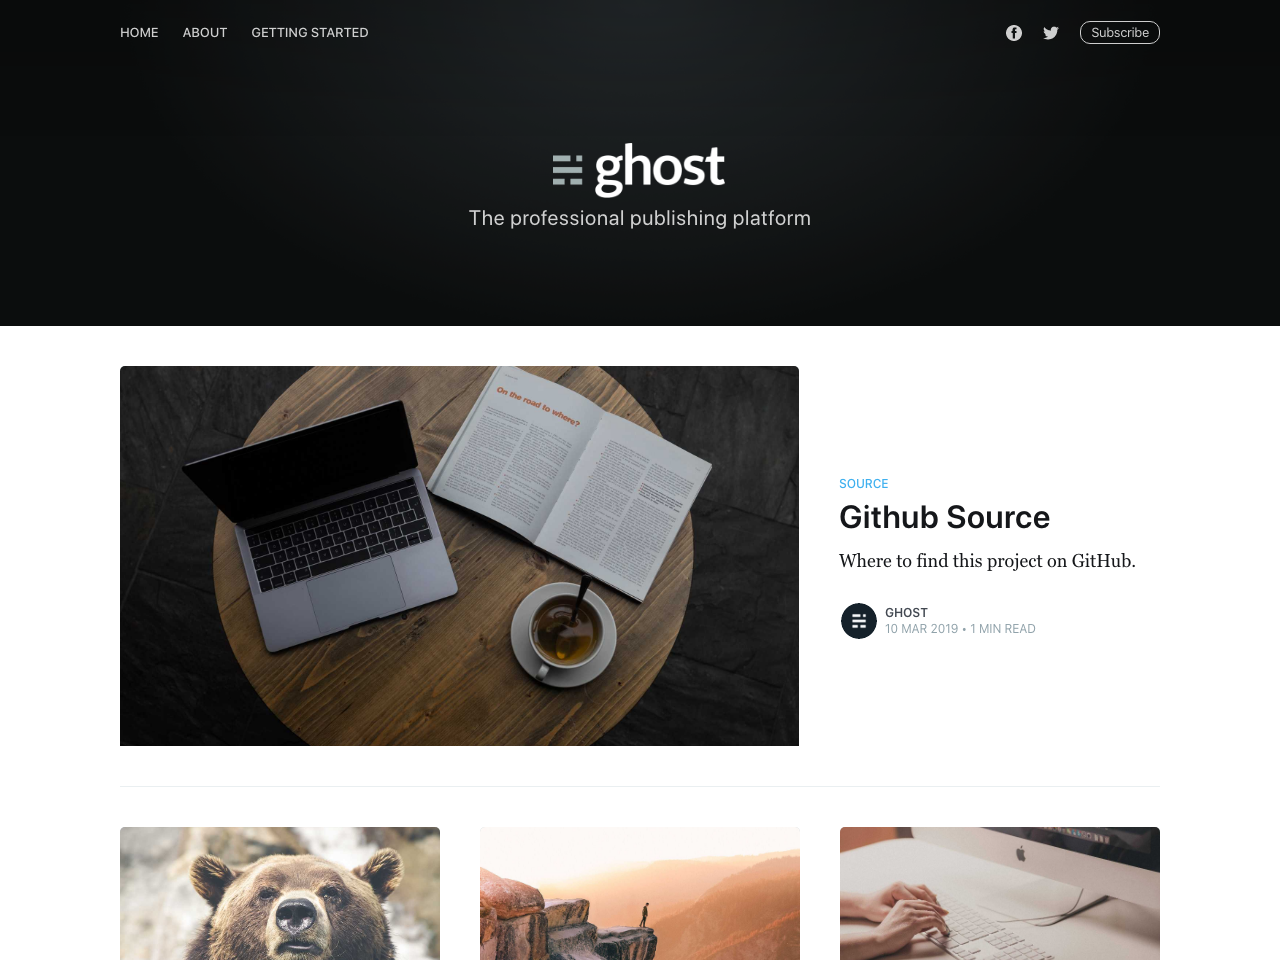 HOME ABOUT GETTING STARTED Subscribe
ghost
The professional publishing platform
On the road to where?
SOURCE
Github Source
Where to find this project on GitHub.
GHOST
10 MAR 2019 • 1 MIN READ